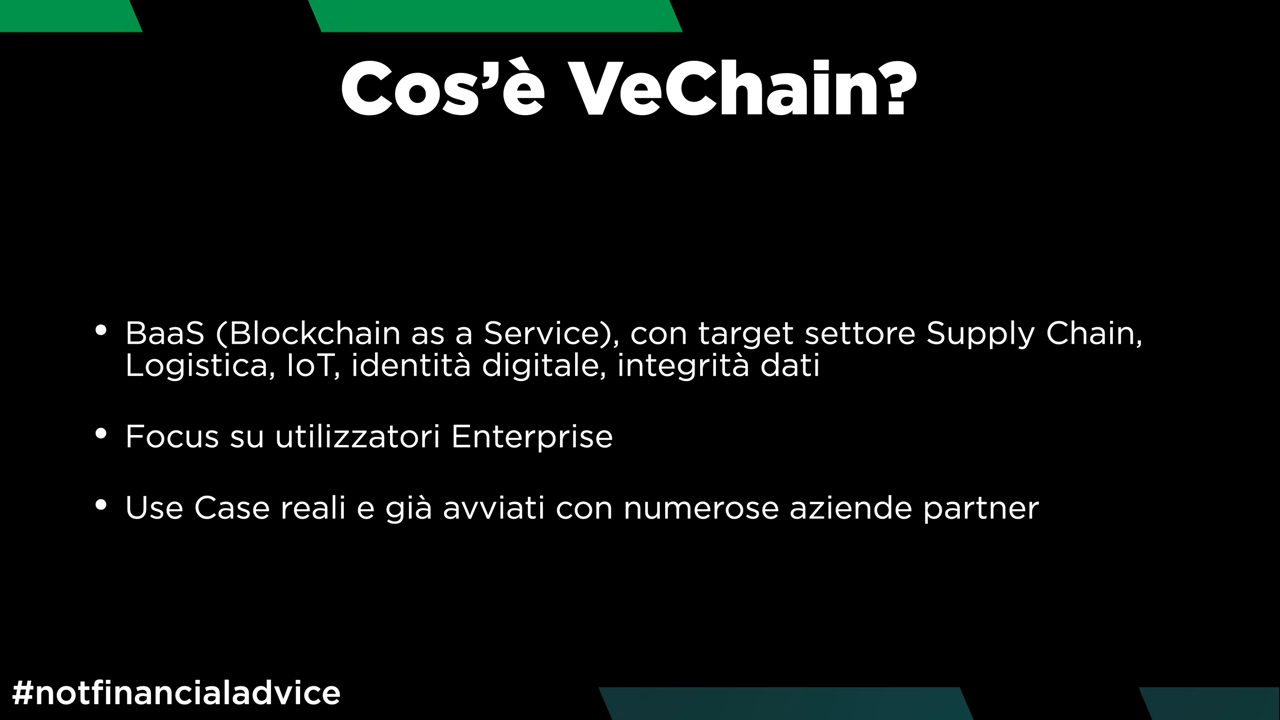 Cos’è VeChain?
• BaaS (Blockchain as a Service), con target settore Supply Chain,
Logistica, IoT, identità digitale, integrità dati
• Focus su utilizzatori Enterprise
• Use Case reali e già avviati con numerose aziende partner
#notfinancialadvice